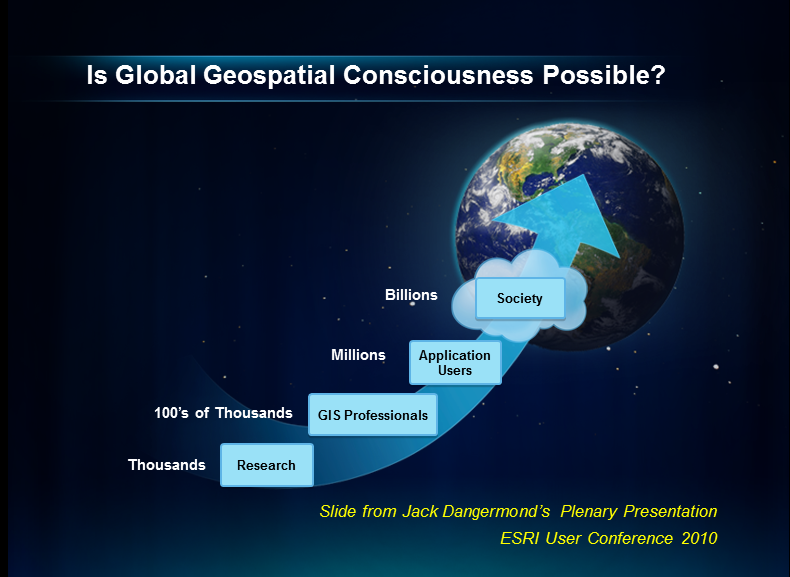 Is Global Geospatial Consciousness Possible?
Billions
Society
Millions
Application
Users
100's of Thousands
GIS Professionals
Thousands
Research
Slide from Jack Dangermond's Plenary Presentation
ESRI User Conference 2010